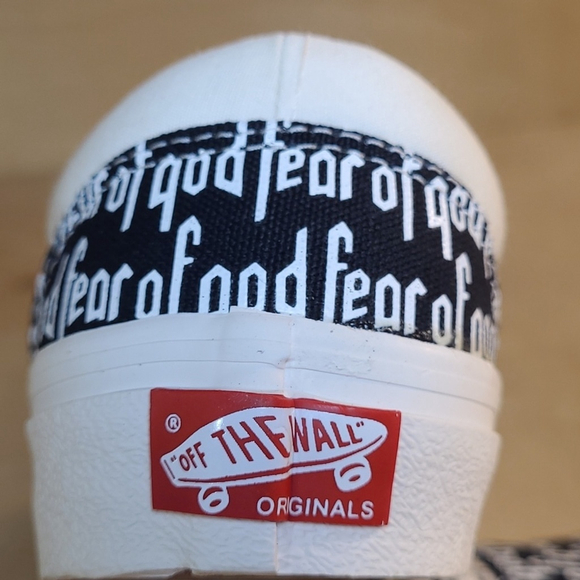 fear of god fear of
fear of god fear of
®
"OFF THE WALL"
ORIGINALS